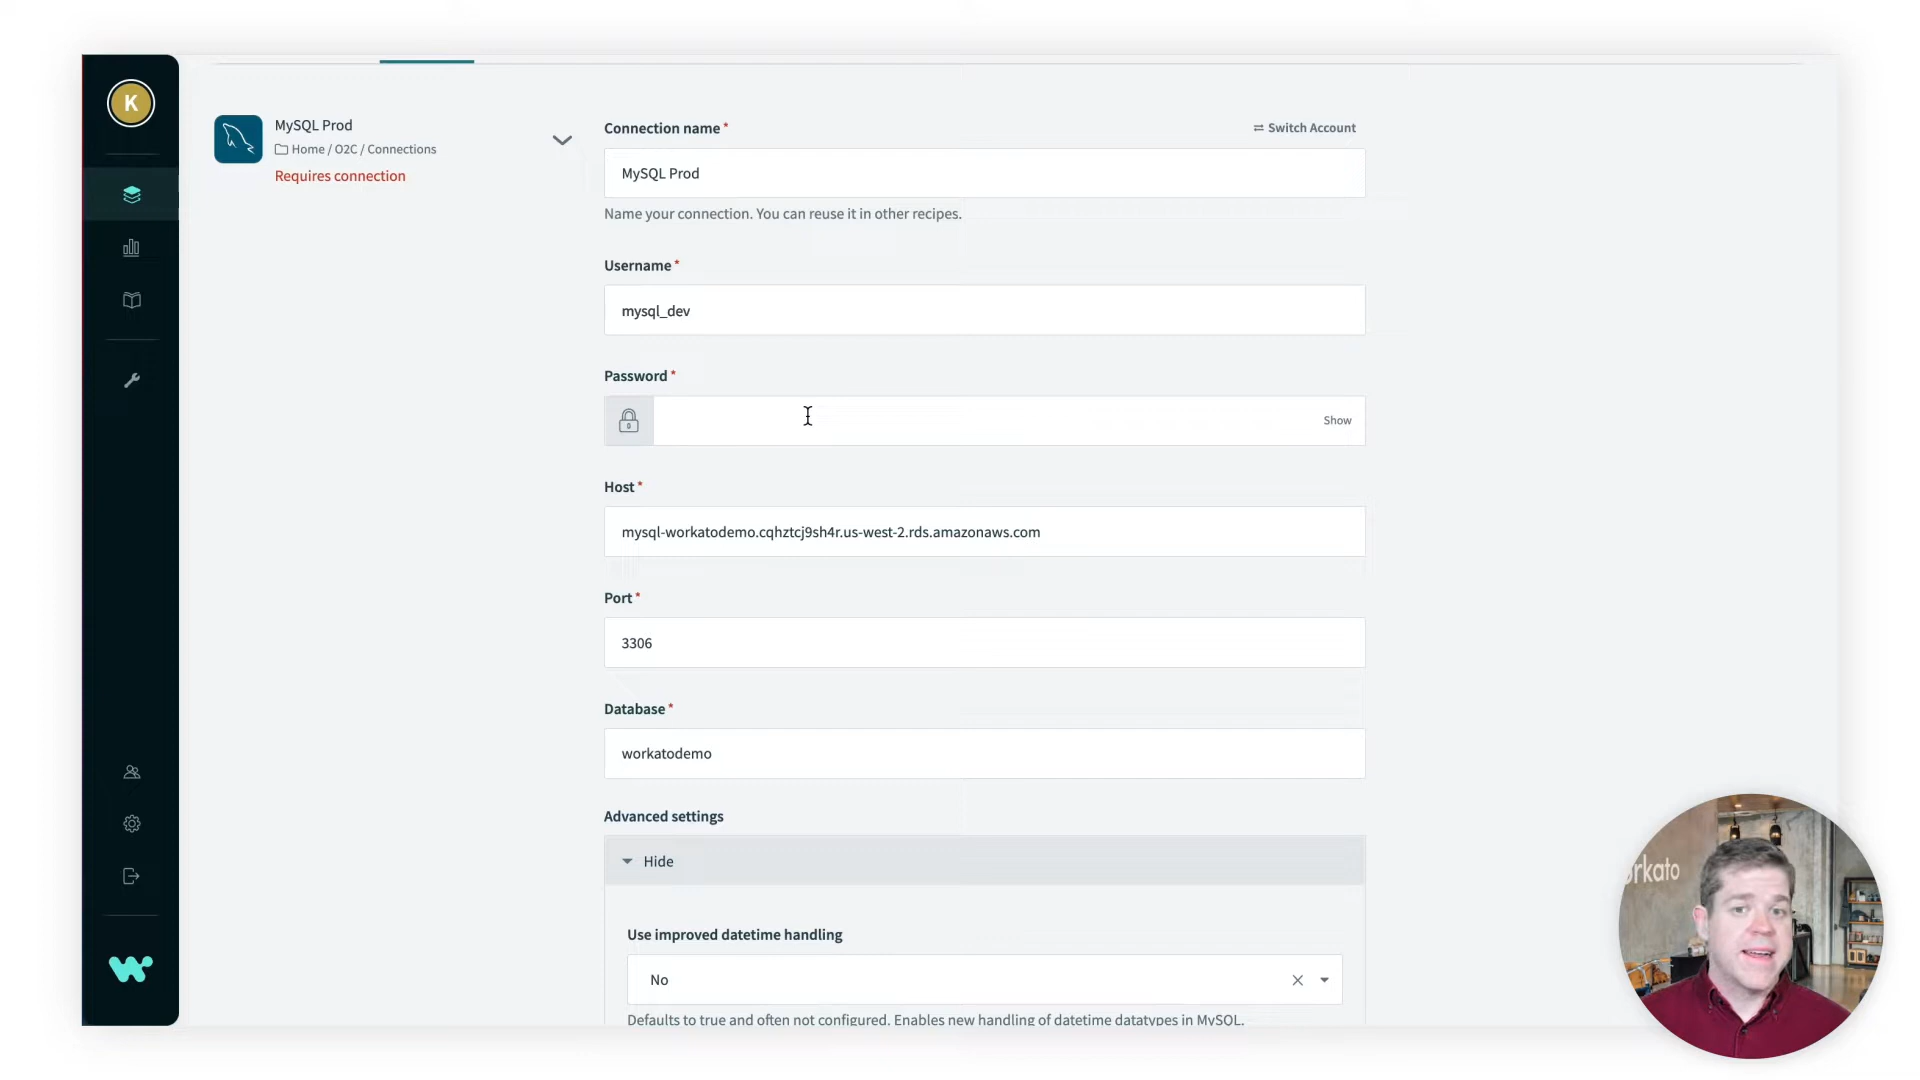 K
MySQL Prod
Home / O2C / Connections
Requires connection
Connection name *
Switch Account
MySQL Prod
Name your connection. You can reuse it in other recipes.
Username *
mysql_dev
Password *
Show
Host *
mysql-workatodemo.cqhztcj9sh4r.us-west-2.rds.amazonaws.com
Port *
3306
Database *
workatodemo
Advanced settings
Hide
Use improved datetime handling
No
Defaults to true and often not configured. Enables new handling of datetime datatypes in MySQL.
orkato